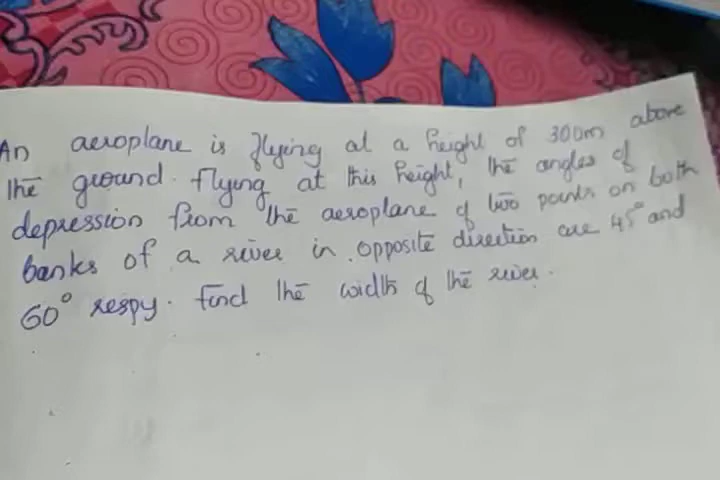 An aeroplane is flying at a height of 300m above
the ground. flying at this height, the angles of
depression from the aeroplane of two points on both
banks of a river in opposite direction are 45° and
60° respy. find the width of the river.